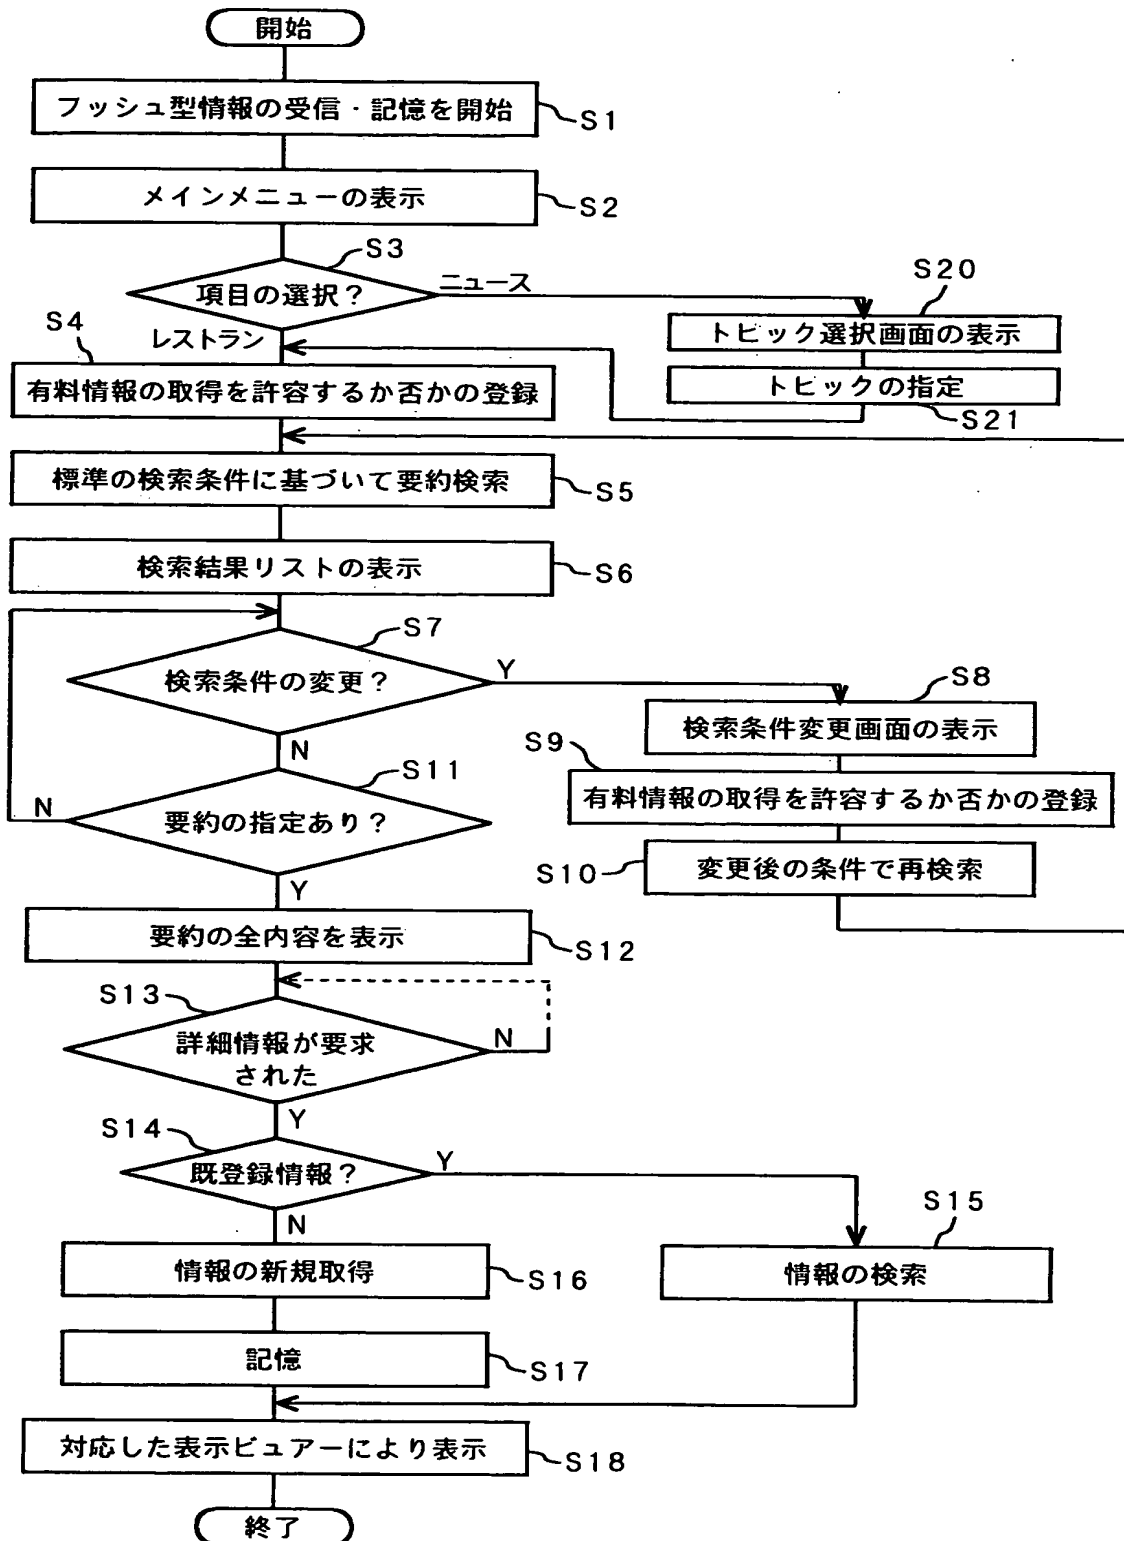 開始
プッシュ型情報の受信・記憶を開始
S1
メインメニューの表示
S2
S3
項目の選択？
ニュース
S20
トピック選択画面の表示
トピックの指定
S21
レストラン
S4
有料情報の取得を許容するか否かの登録
標準の検索条件に基づいて要約検索
S5
検索結果リストの表示
S6
S7
検索条件の変更？
Y
N
S8
検索条件変更画面の表示
S9
有料情報の取得を許容するか否かの登録
S10
変更後の条件で再検索
S11
要約の指定あり？
N
Y
要約の全内容を表示
S12
S13
詳細情報が要求
された
N
Y
S14
既登録情報？
Y
N
S15
情報の検索
情報の新規取得
S16
記憶
S17
対応した表示ビュアーにより表示
S18
終了